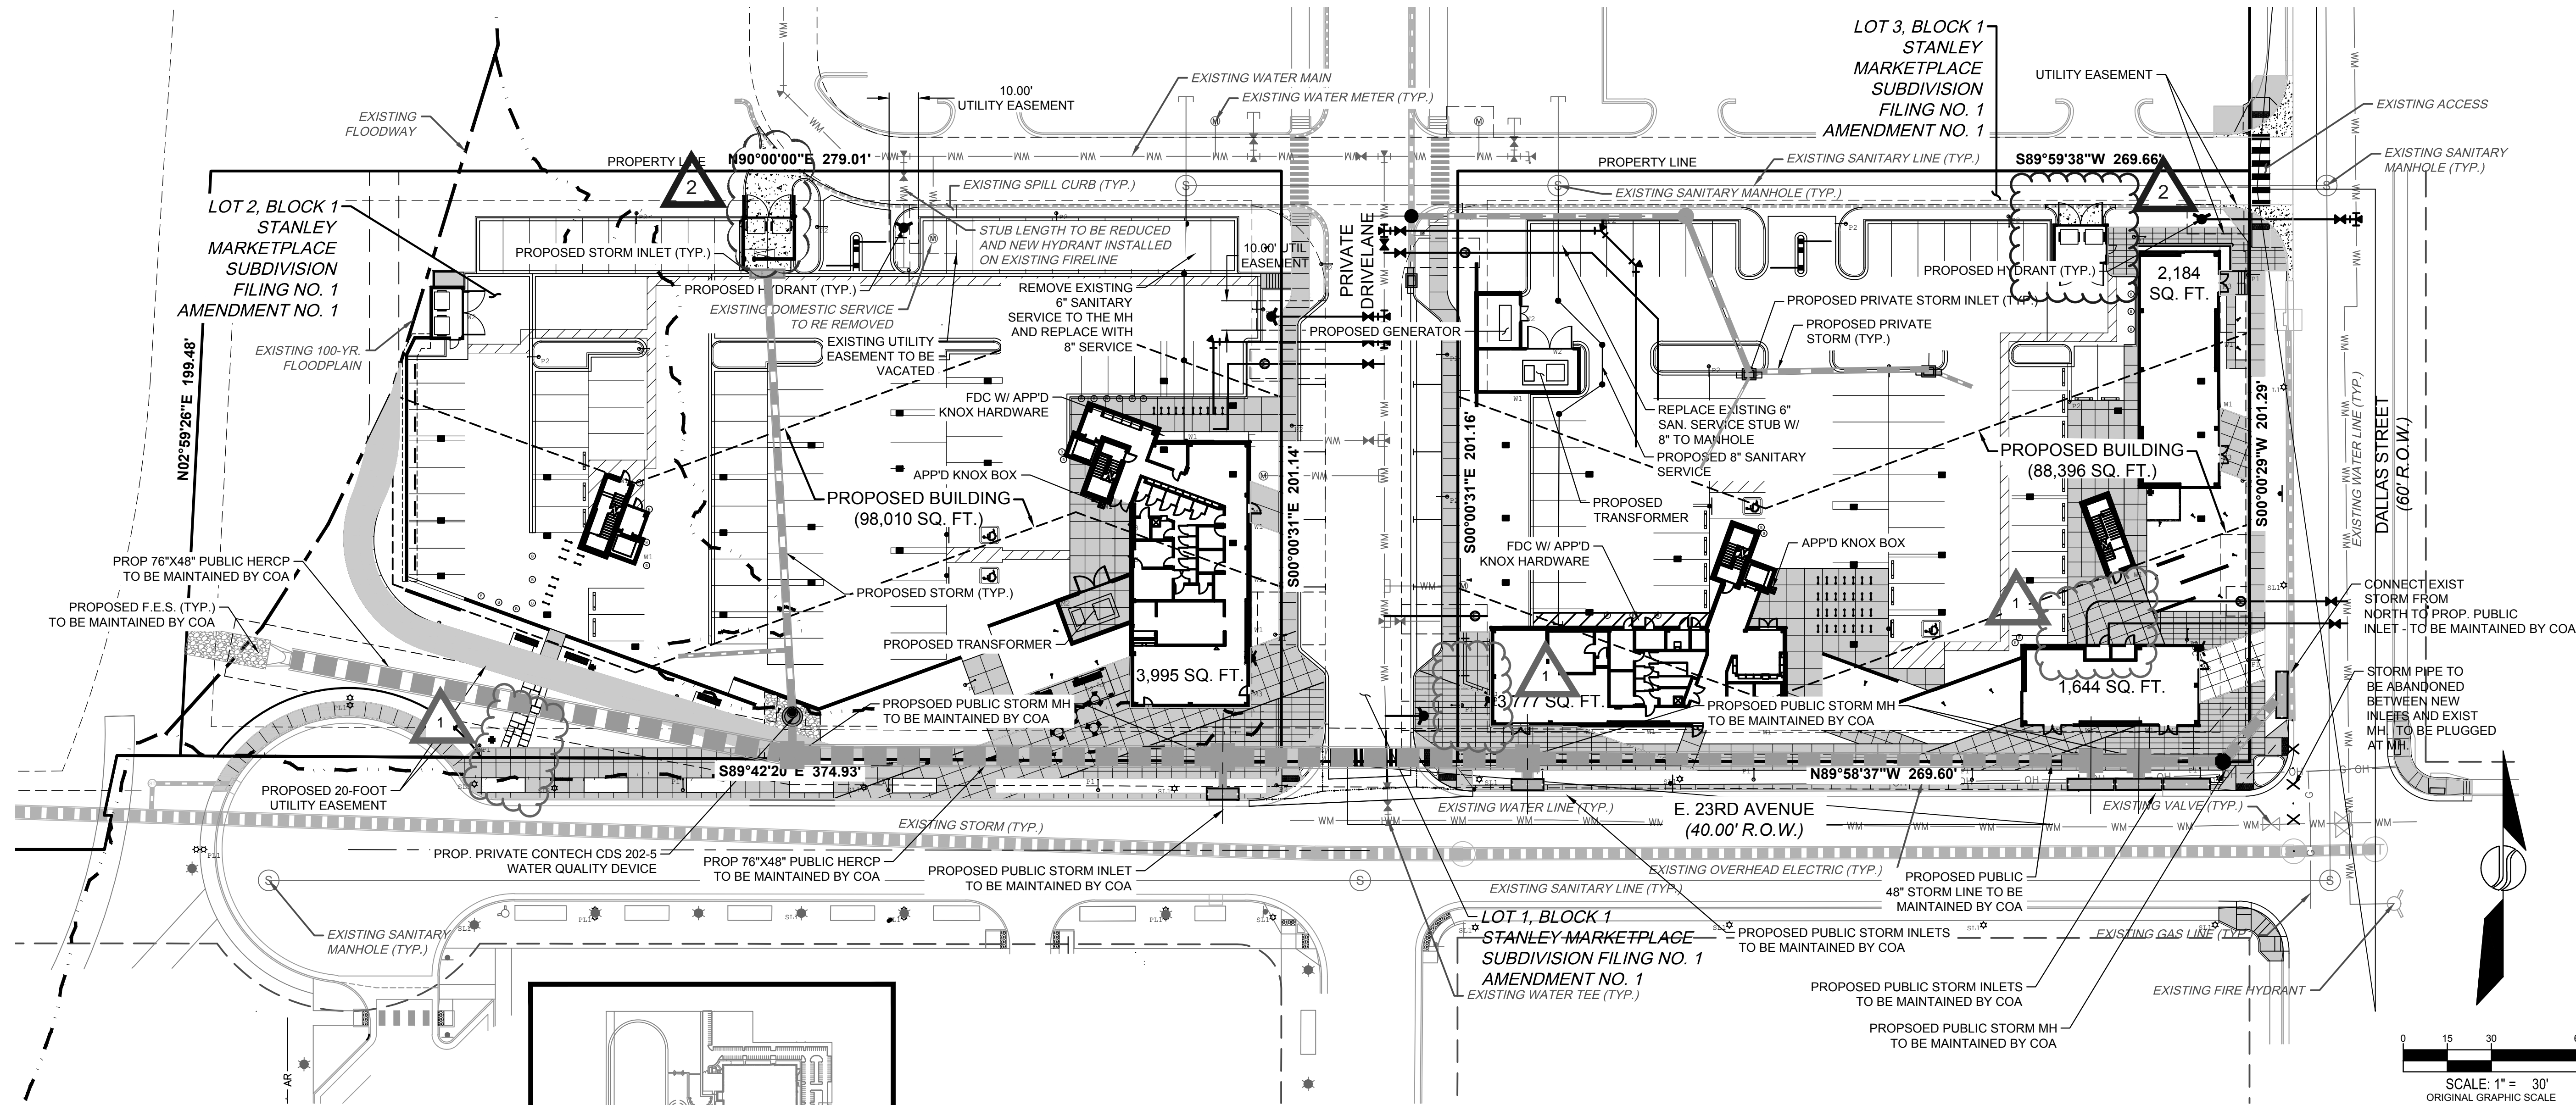 LOT 3, BLOCK 1
STANLEY
MARKETPLACE
SUBDIVISION
FILING NO. 1
AMENDMENT NO. 1
UTILITY EASEMENT
EXISTING ACCESS
EXISTING SANITARY
MANHOLE (TYP.)
EXISTING WATER MAIN
EXISTING WATER METER (TYP.)
10.00'
UTILITY EASEMENT
EXISTING
FLOODWAY
PROPERTY LINE
N90°00'00"E 279.01'
2
PROPERTY LINE
EXISTING SANITARY LINE (TYP.)
S89°59'38"W 269.66'
2
EXISTING SPILL CURB (TYP.)
EXISTING SANITARY MANHOLE (TYP.)
LOT 2, BLOCK 1
STANLEY
MARKETPLACE
SUBDIVISION
FILING NO. 1
AMENDMENT NO. 1
STUB LENGTH TO BE REDUCED
AND NEW HYDRANT INSTALLED
ON EXISTING FIRELINE
PROPOSED STORM INLET (TYP.)
10.00' UTIL
EASEMENT
PRIVATE
DRIVELANE
PROPOSED HYDRANT (TYP.)
EXISTING DOMESTIC SERVICE
TO RE REMOVED
REMOVE EXISTING
6" SANITARY
SERVICE TO THE MH
AND REPLACE WITH
8" SERVICE
PROPOSED HYDRANT (TYP.)
2,184
SQ. FT.
PROPOSED PRIVATE STORM INLET (TYP.)
PROPOSED GENERATOR
PROPOSED PRIVATE
STORM (TYP.)
EXISTING 100-YR.
FLOODPLAIN
EXISTING UTILITY
EASEMENT TO BE
VACATED
N02°59'26"E 199.48'
FDC W/ APP'D
KNOX HARDWARE
REPLACE EXISTING 6"
SAN. SERVICE STUB W/
8" TO MANHOLE
PROPOSED 8" SANITARY
SERVICE
S00°00'31"E 201.14'
S00°00'31"E 201.16'
S00°00'29"W 201.29'
EXISTING WATER LINE (TYP.)
DALLAS STREET
(60' R.O.W.)
APP'D KNOX BOX
PROPOSED BUILDING
(98,010 SQ. FT.)
PROPOSED BUILDING
(88,396 SQ. FT.)
PROPOSED
TRANSFORMER
FDC W/ APP'D
KNOX HARDWARE
APP'D KNOX BOX
PROP 76"X48" PUBLIC HERCP
TO BE MAINTAINED BY COA
PROPOSED STORM (TYP.)
PROPOSED F.E.S. (TYP.)
TO BE MAINTAINED BY COA
1
CONNECT EXIST
STORM FROM
NORTH TO PROP. PUBLIC
INLET - TO BE MAINTAINED BY COA
PROPOSED TRANSFORMER
3,995 SQ. FT.
1
3,777 SQ. FT.
1,644 SQ. FT.
STORM PIPE TO
BE ABANDONED
BETWEEN NEW
INLETS AND EXIST
MH. TO BE PLUGGED
AT MH.
PROPSOED PUBLIC STORM MH
TO BE MAINTAINED BY COA
PROPSOED PUBLIC STORM MH
TO BE MAINTAINED BY COA
1
S89°42'20"E 374.93'
N89°58'37"W 269.60'
PROPOSED 20-FOOT
UTILITY EASEMENT
EXISTING WATER LINE (TYP.)
E. 23RD AVENUE
(40.00' R.O.W.)
EXISTING VALVE (TYP.)
EXISTING STORM (TYP.)
PROP. PRIVATE CONTECH CDS 202-5
WATER QUALITY DEVICE
PROP 76"X48" PUBLIC HERCP
TO BE MAINTAINED BY COA
PROPOSED PUBLIC STORM INLET
TO BE MAINTAINED BY COA
EXISTING OVERHEAD ELECTRIC (TYP.)
EXISTING SANITARY LINE (TYP.)
PROPOSED PUBLIC
48" STORM LINE TO BE
MAINTAINED BY COA
EXISTING SANITARY
MANHOLE (TYP.)
LOT 1, BLOCK 1
STANLEY MARKETPLACE
SUBDIVISION FILING NO. 1
AMENDMENT NO. 1
PROPOSED PUBLIC STORM INLETS
TO BE MAINTAINED BY COA
EXISTING GAS LINE (TYP.
EXISTING WATER TEE (TYP.)
PROPOSED PUBLIC STORM INLETS
TO BE MAINTAINED BY COA
EXISTING FIRE HYDRANT
PROPSOED PUBLIC STORM MH
TO BE MAINTAINED BY COA
AR
0 15 30
SCALE: 1" = 30'
ORIGINAL GRAPHIC SCALE